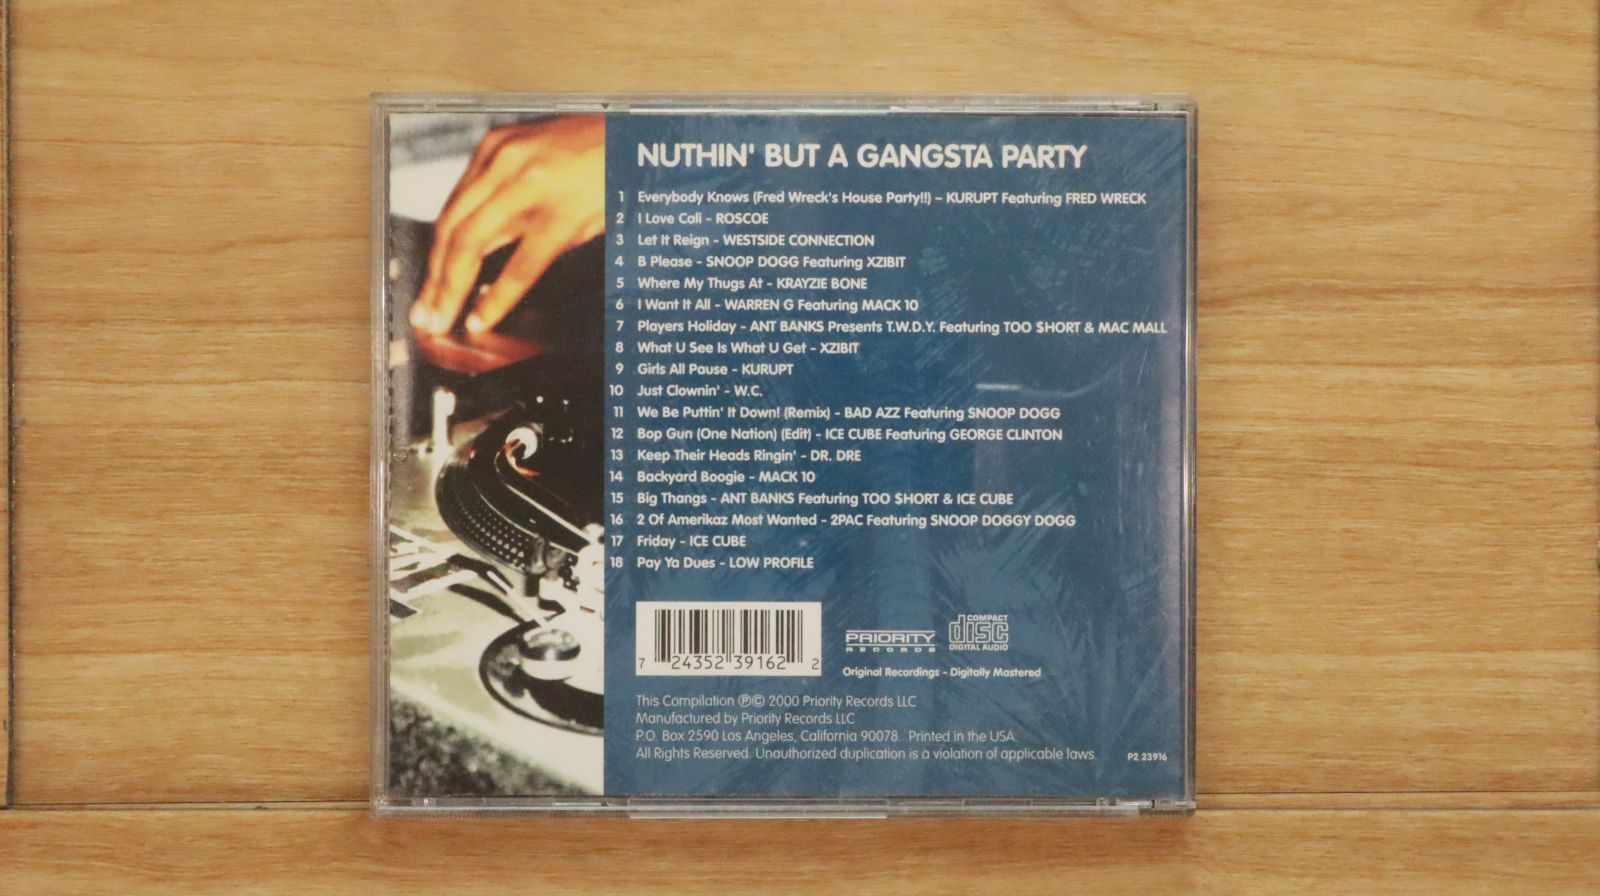 NUTHIN' BUT A GANGSTA PARTY
1 Everybody Knows (Fred Wreck's House Party!!) – KURUPT Featuring FRED WRECK
2 I Love Cali - ROSCOE
3 Let It Reign - WESTSIDE CONNECTION
4 B Please - SNOOP DOGG Featuring XZIBIT
5 Where My Thugs At - KRAYZIE BONE
6 I Want It All - WARREN G Featuring MACK 10
7 Players Holiday - ANT BANKS Presents T.W.D.Y. Featuring TOO $HORT & MAC MALL
8 What U See Is What U Get - XZIBIT
9 Girls All Pause - KURUPT
10 Just Clownin' - W.C.
11 We Be Puttin' It Down! (Remix) - BAD AZZ Featuring SNOOP DOGG
12 Bop Gun (One Nation) (Edit) - ICE CUBE Featuring GEORGE CLINTON
13 Keep Their Heads Ringin' - DR. DRE
14 Backyard Boogie - MACK 10
15 Big Thangs - ANT BANKS Featuring TOO $HORT & ICE CUBE
16 2 Of Amerikaz Most Wanted - 2PAC Featuring SNOOP DOGGY DOGG
17 Friday - ICE CUBE
18 Pay Ya Dues - LOW PROFILE
7 24352 39162 2
PRIORITY
RECORDS
COMPACT
disc
DIGITAL AUDIO
Original Recordings - Digitally Mastered
This Compilation ℗© 2000 Priority Records LLC
Manufactured by Priority Records LLC
P.O. Box 2590 Los Angeles, California 90078. Printed in the USA.
All Rights Reserved. Unauthorized duplication is a violation of applicable laws.
P2 23916